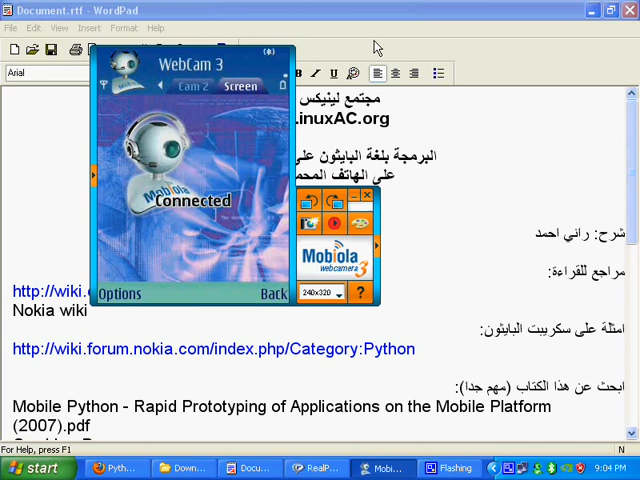 Document.rtf - WordPad
File Edit View Insert Format Help
Arial
B I U
WebCam 3
Cam 2 Screen
Connected
Options Back
Mobiola
webcamera 3
240x320
?
مجتمع لينيكس
inuxAC.org
البرمجة بلغة البايثون على
على الهاتف المحم
شرح: راني احمد
مراجع للقراءة:
http://wiki.
Nokia wiki
امثلة على سكريبت البايثون:
http://wiki.forum.nokia.com/index.php/Category:Python
ابحث عن هذا الكتاب (مهم جدا):
Mobile Python - Rapid Prototyping of Applications on the Mobile Platform
(2007).pdf
For Help, press F1
start Pyth... Down... Docu... RealP... Mobi... Flashing 9:04 PM